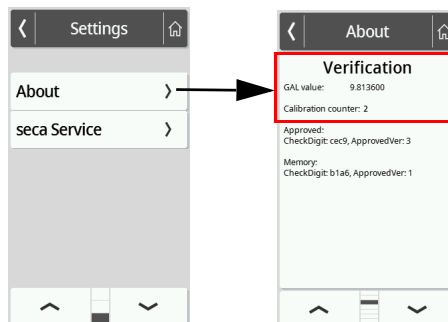 Settings
About
seca Service
About
Verification
GAL value: 9.813600
Calibration counter: 2
Approved:
CheckDigit: cec9, ApprovedVer: 3
Memory:
CheckDigit: b1a6, ApprovedVer: 1